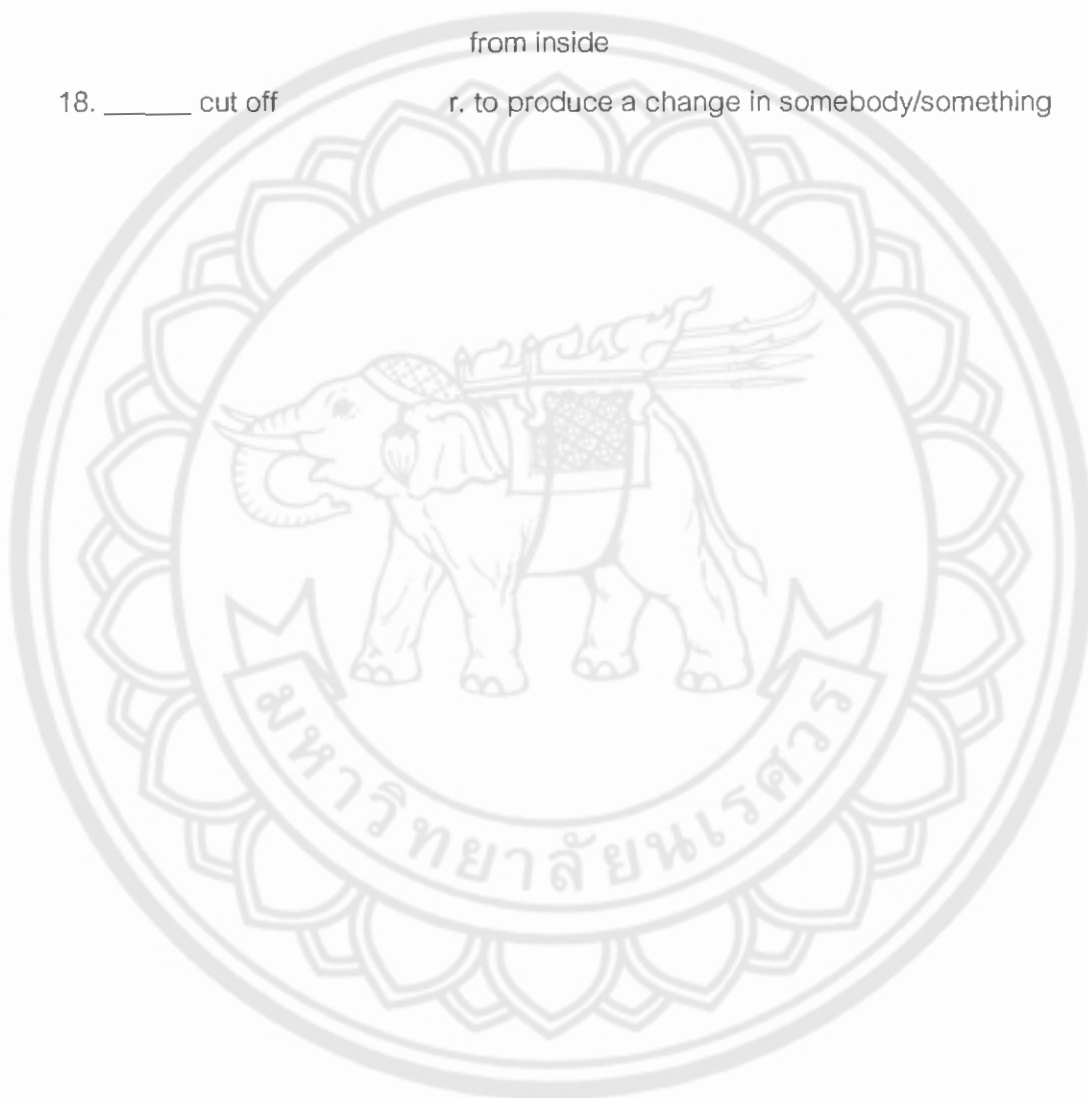 from inside
18. ______ cut off r. to produce a change in somebody/something
มหาวิทยาลัยนเรศวร